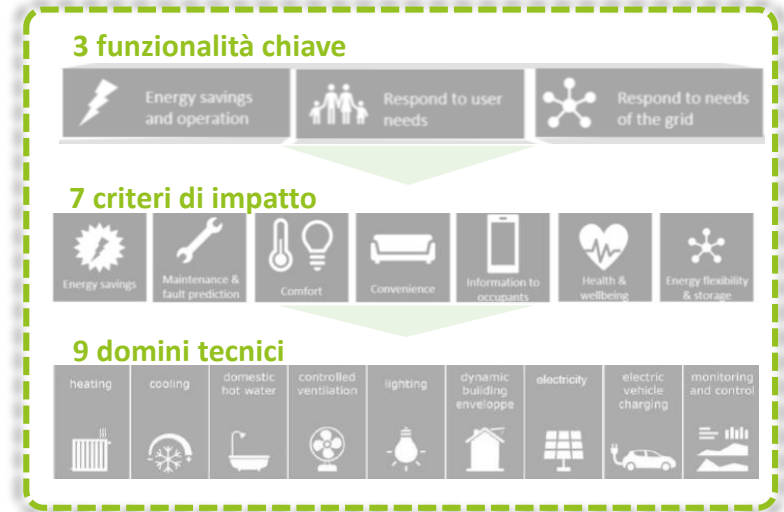 3 funzionalità chiave
Energy savings
and operation
Respond to user
needs
Respond to needs
of the grid
7 criteri di impatto
Energy savings
Maintenance &
fault prediction
Comfort
Convenience
Information to
occupants
Health &
wellbeing
Energy flexibility
& storage
9 domini tecnici
heating
cooling
domestic
hot water
controlled
ventilation
lighting
dynamic
building
enveloppe
electricity
electric
vehicle
charging
monitoring
and control